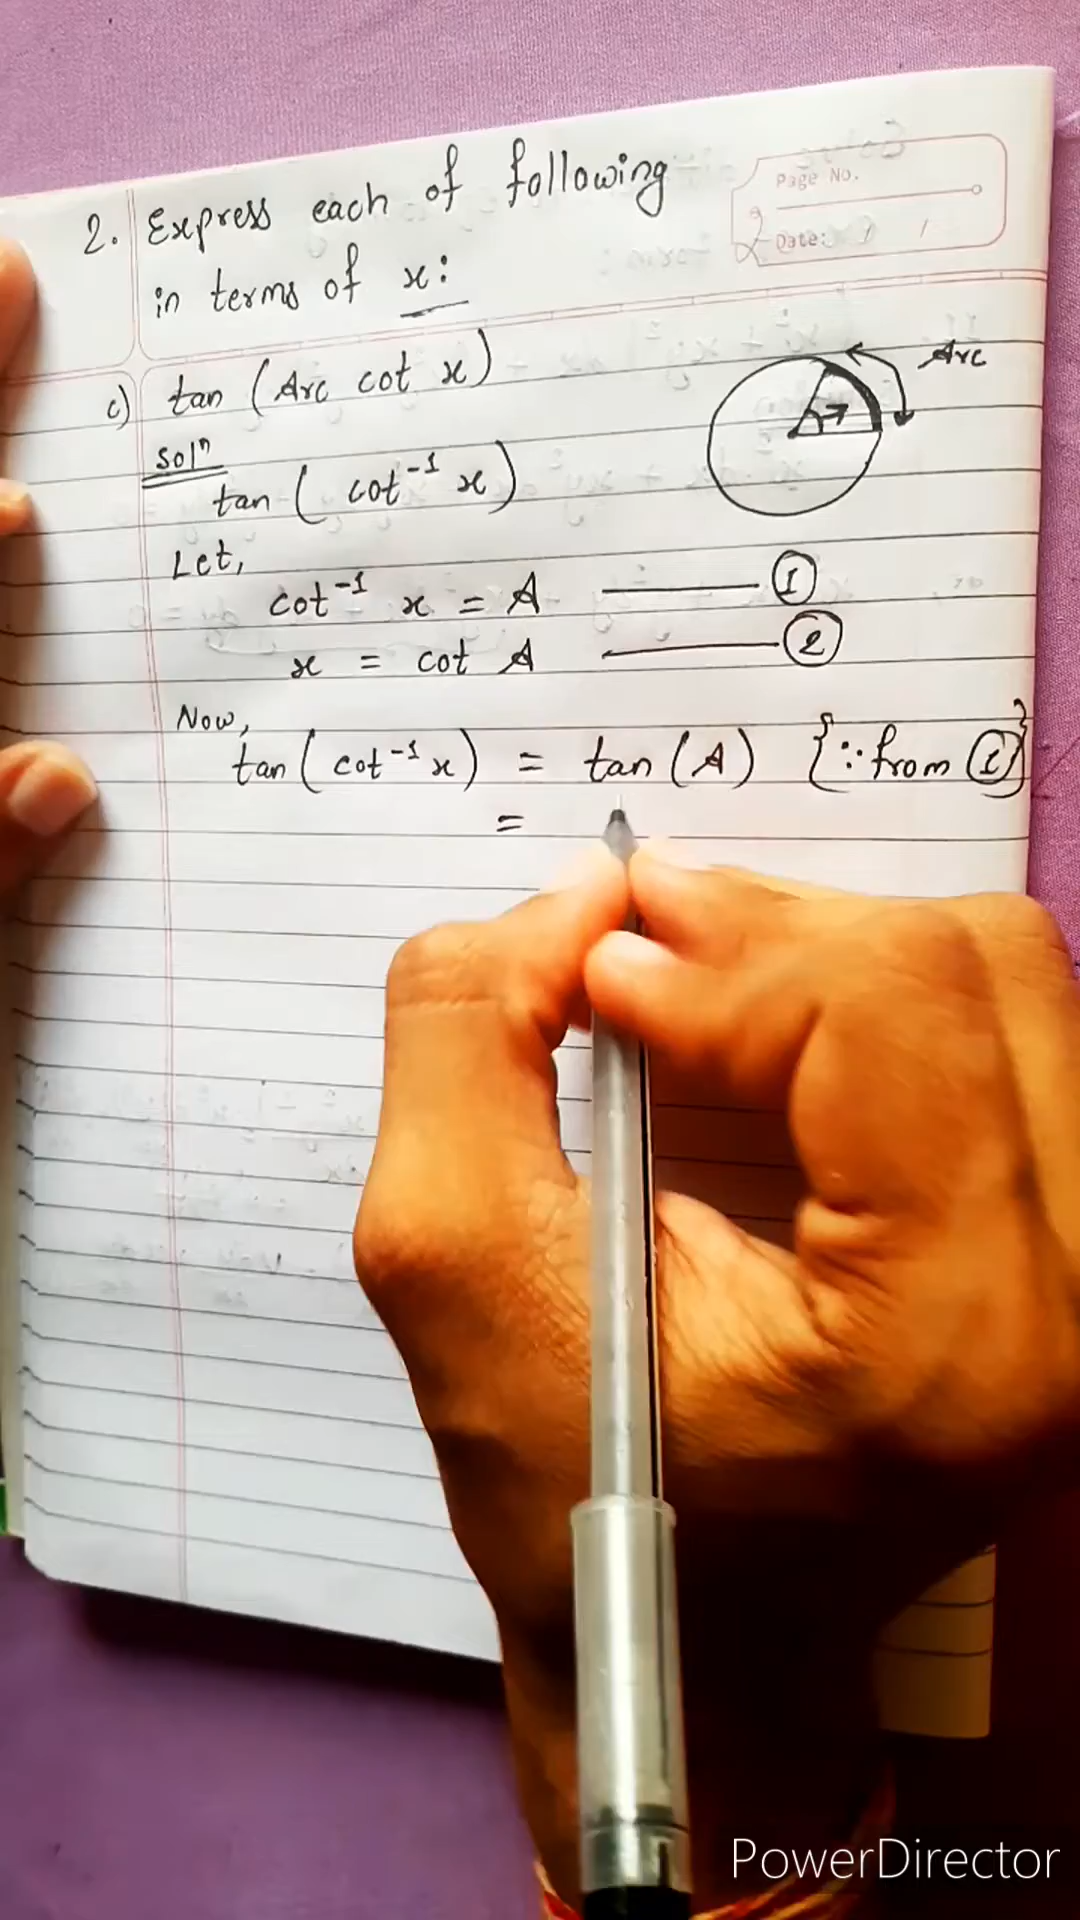 2. Express each of following
in terms of x:
Page No.
Date: / /
c) tan (Arc cot x)
Arc
Solⁿ
tan ( cot⁻¹ x )
Let,
cot⁻¹ x = A ——— ①
x = cot A ——— ②
Now,
tan ( cot⁻¹ x ) = tan (A) {∵ from ①}
=
PowerDirector